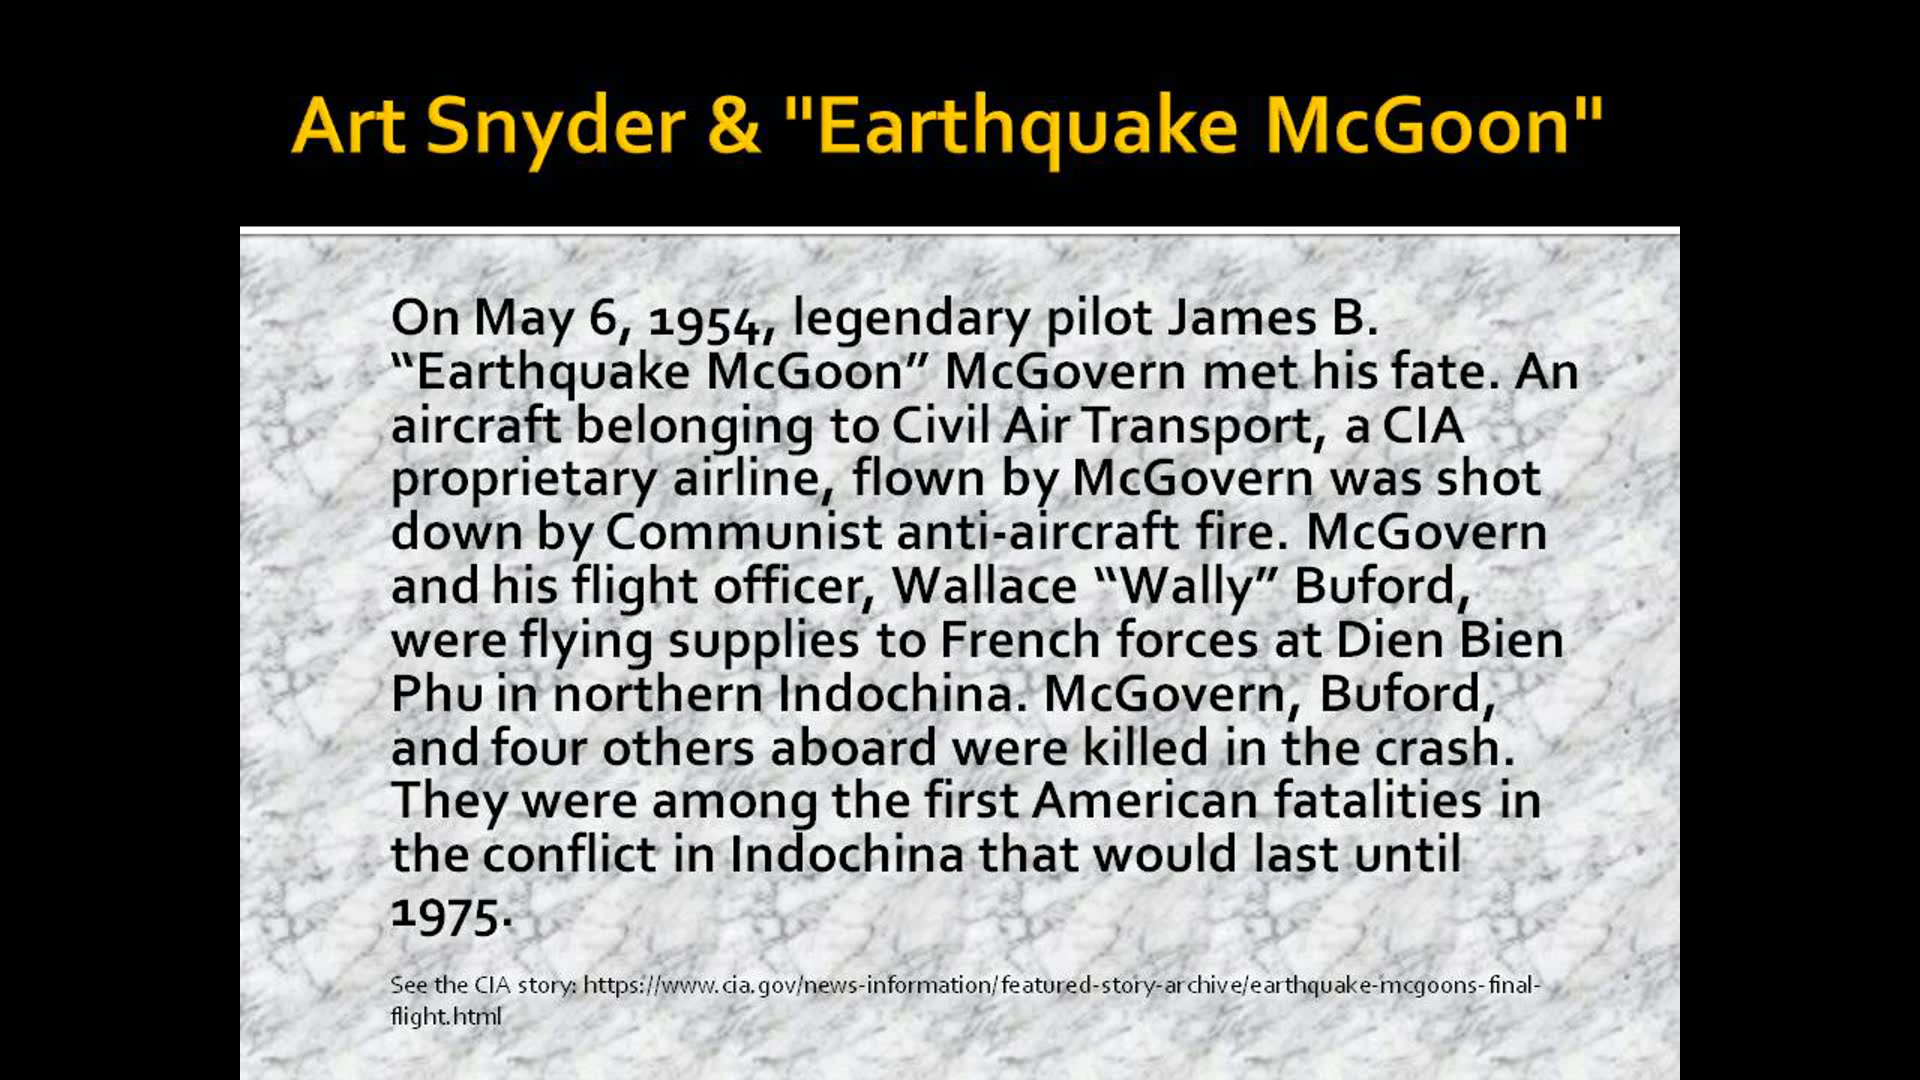 Art Snyder & "Earthquake McGoon"
On May 6, 1954, legendary pilot James B.
“Earthquake McGoon” McGovern met his fate. An
aircraft belonging to Civil Air Transport, a CIA
proprietary airline, flown by McGovern was shot
down by Communist anti-aircraft fire. McGovern
and his flight officer, Wallace “Wally” Buford,
were flying supplies to French forces at Dien Bien
Phu in northern Indochina. McGovern, Buford,
and four others aboard were killed in the crash.
They were among the first American fatalities in
the conflict in Indochina that would last until
1975.
See the CIA story: https://www.cia.gov/news-information/featured-story-archive/earthquake-mcgoons-final-
flight.html